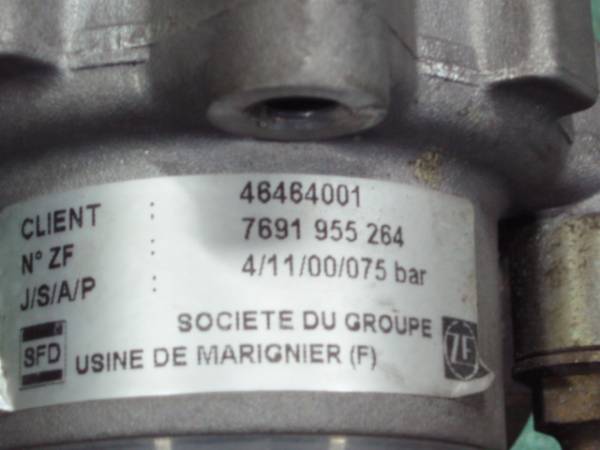 CLIENT : 46464001
N° ZF : 7691 955 264
J/S/A/P : 4/11/00/075 bar
SFD SOCIETE DU GROUPE ZF
USINE DE MARIGNIER (F)